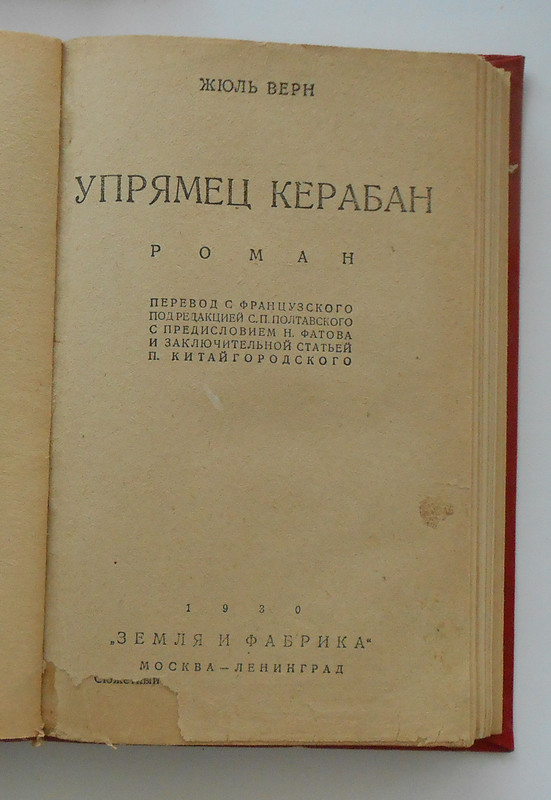 ЖЮЛЬ ВЕРН
УПРЯМЕЦ КЕРАБАН
РОМАН
ПЕРЕВОД С ФРАНЦУЗСКОГО
ПОД РЕДАКЦИЕЙ С. П. ПОЛТАВСКОГО
С ПРЕДИСЛОВИЕМ Н. ФАТОВА
И ЗАКЛЮЧИТЕЛЬНОЙ СТАТЬЕЙ
П. КИТАЙГОРОДСКОГО
1930
„ЗЕМЛЯ И ФАБРИКА“
МОСКВА — ЛЕНИНГРАД